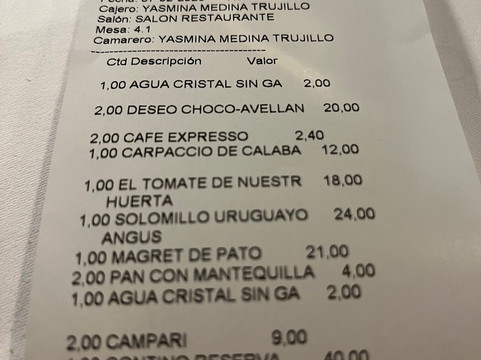 Cajero: YASMINA MEDINA TRUJILLO
Salón: SALON RESTAURANTE
Mesa: 4.1
Camarero: YASMINA MEDINA TRUJILLO
Ctd Descripción Valor
1,00 AGUA CRISTAL SIN GA 2,00
2,00 DESEO CHOCO-AVELLAN 20,00
2,00 CAFE EXPRESSO 2,40
1,00 CARPACCIO DE CALABA 12,00
1,00 EL TOMATE DE NUESTR 18,00
HUERTA
1,00 SOLOMILLO URUGUAYO 24,00
ANGUS
1,00 MAGRET DE PATO 21,00
2,00 PAN CON MANTEQUILLA 4,00
1,00 AGUA CRISTAL SIN GA 2,00
2,00 CAMPARI 9,00
RESERVA 40,00